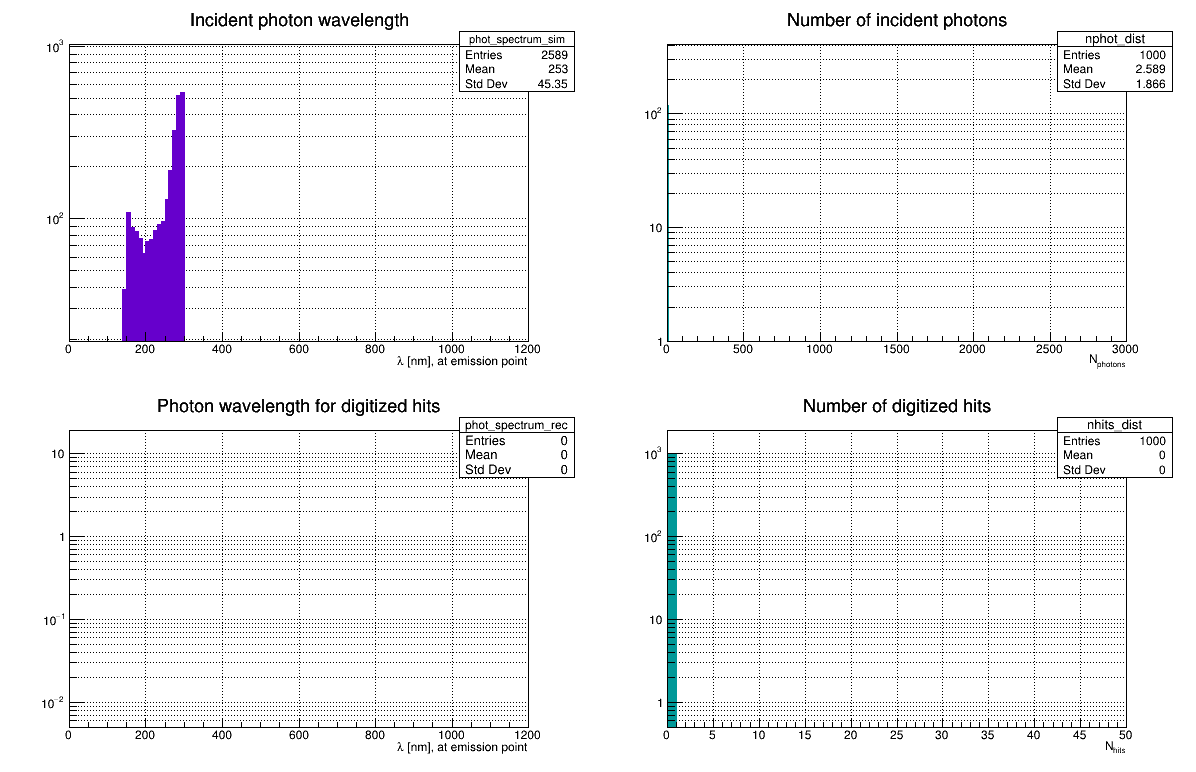 Incident photon wavelength
phot_spectrum_sim
Entries 2589
Mean 253
Std Dev 45.35
10³
10²
0 200 400 600 800 1000 1200
λ [nm], at emission point
Number of incident photons
nphot_dist
Entries 1000
Mean 2.589
Std Dev 1.866
10²
10
1
0 500 1000 1500 2000 2500 3000
Nphotons
Photon wavelength for digitized hits
phot_spectrum_rec
Entries 0
Mean 0
Std Dev 0
10
1
10⁻¹
10⁻²
0 200 400 600 800 1000 1200
λ [nm], at emission point
Number of digitized hits
nhits_dist
Entries 1000
Mean 0
Std Dev 0
10³
10²
10
1
0 5 10 15 20 25 30 35 40 45 50
Nhits